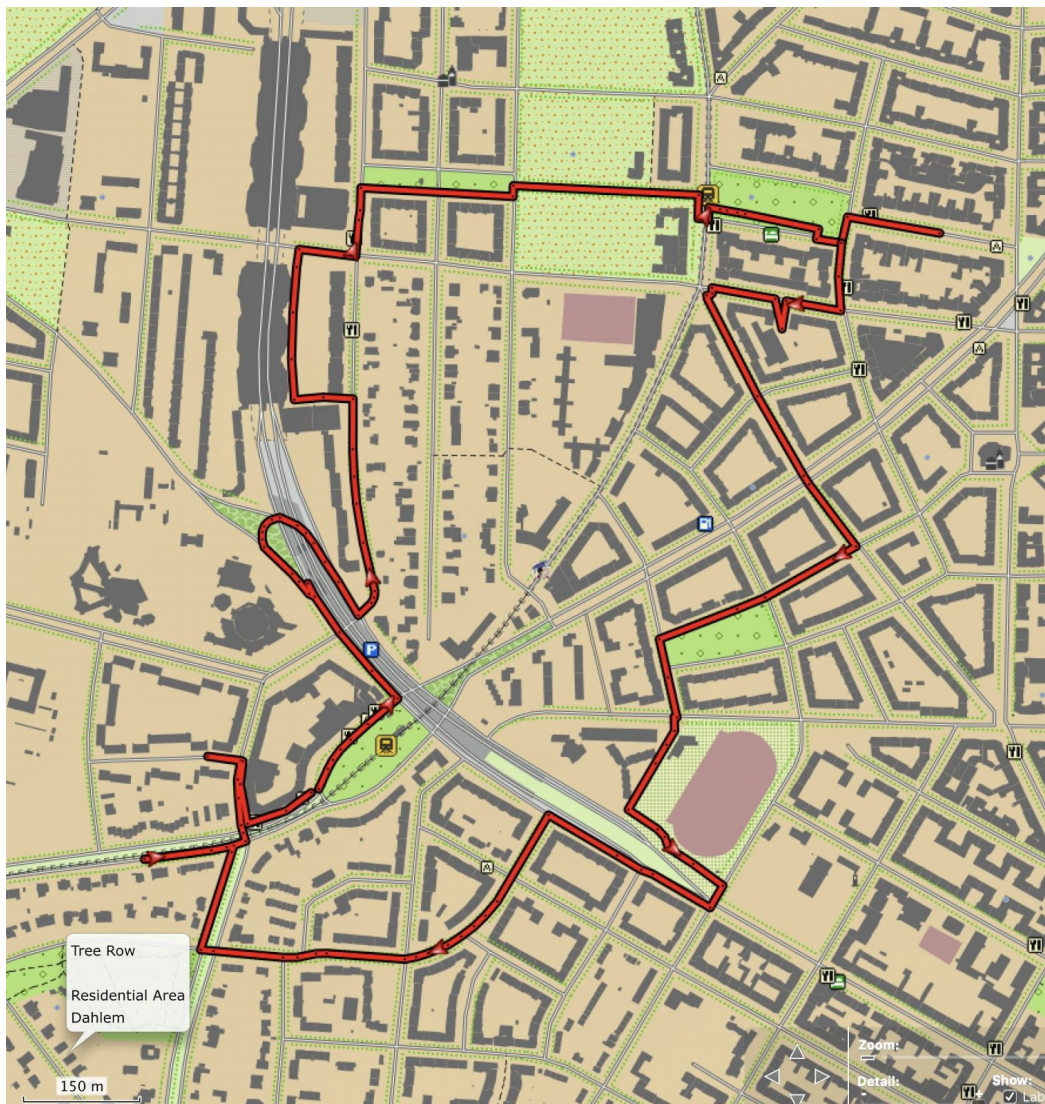 P
Tree Row
Residential Area
Dahlem
150 m
Zoom:
Detail:
Show:
-
+
Lab